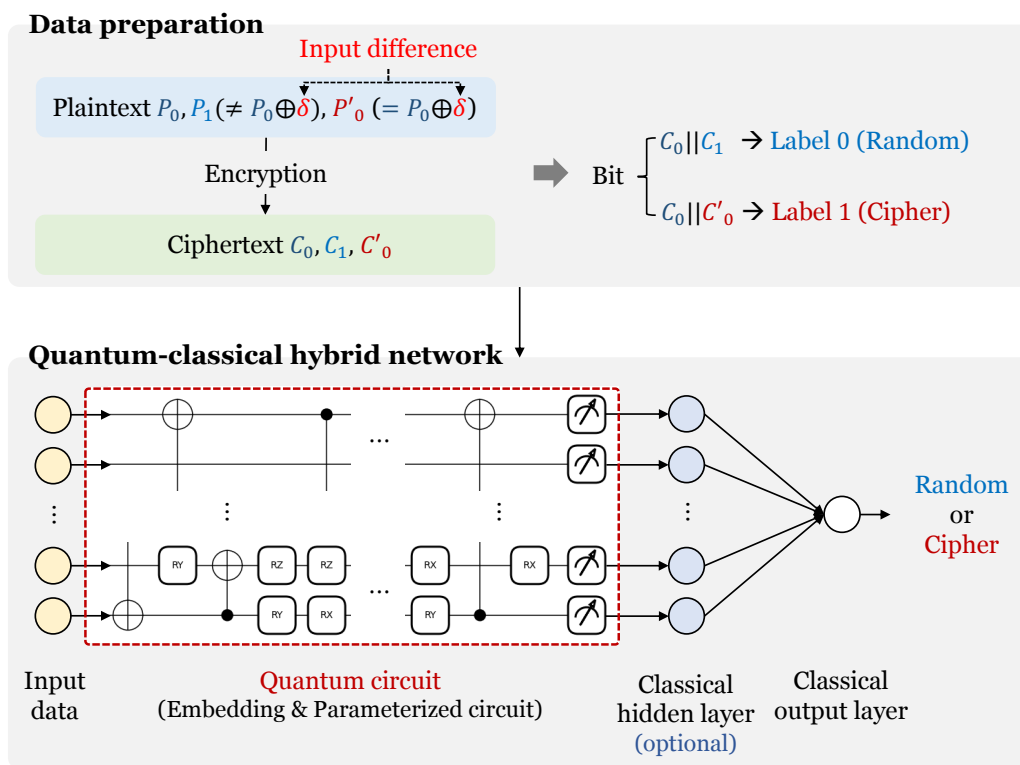 Data preparation
Input difference
Plaintext P₀, P₁(≠ P₀⊕δ), P′₀ (= P₀⊕δ)
Encryption
Ciphertext C₀, C₁, C′₀
Bit
C₀||C₁ → Label 0 (Random)
C₀||C′₀ → Label 1 (Cipher)
Quantum-classical hybrid network
...
...
RY
RZ
RZ
RX
RX
RY
RX
RY
Random
or
Cipher
Input
data
Quantum circuit
(Embedding & Parameterized circuit)
Classical
hidden layer
(optional)
Classical
output layer